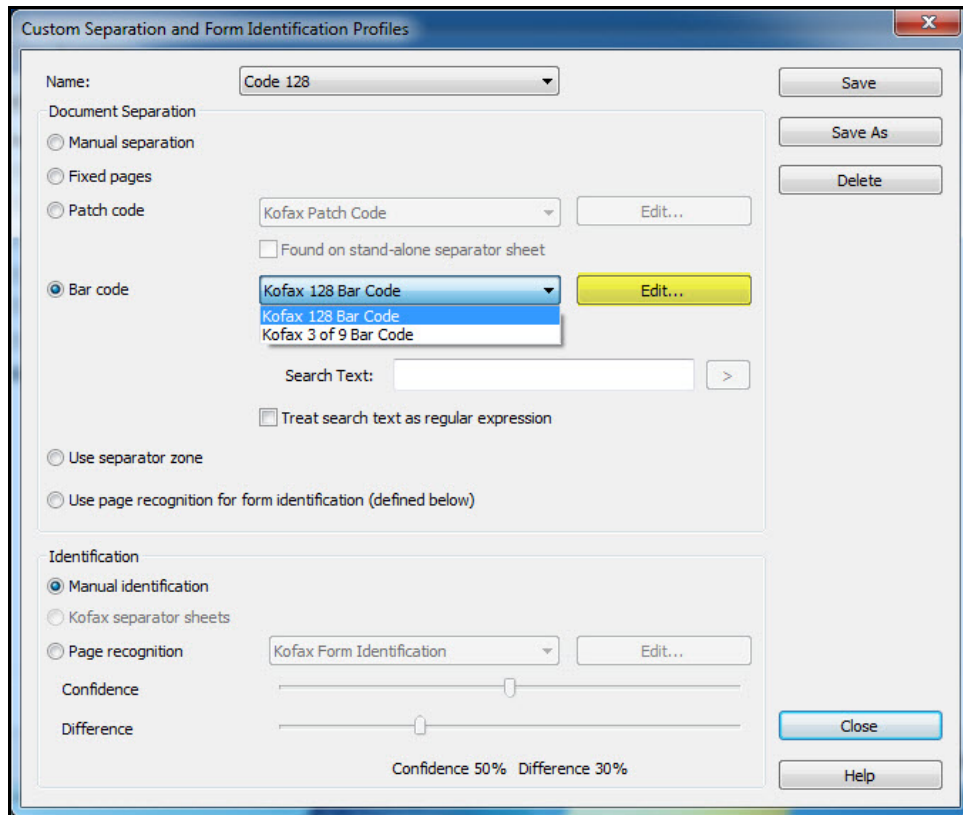 Custom Separation and Form Identification Profiles
x
Name: Code 128 Save
Document Separation
Manual separation Save As
Fixed pages Delete
Patch code Kofax Patch Code Edit...
Found on stand-alone separator sheet
Bar code Kofax 128 Bar Code Edit...
Kofax 128 Bar Code
Kofax 3 of 9 Bar Code
Search Text: >
Treat search text as regular expression
Use separator zone
Use page recognition for form identification (defined below)
Identification
Manual identification
Kofax separator sheets
Page recognition Kofax Form Identification Edit...
Confidence
Difference Close
Confidence 50% Difference 30%
Help